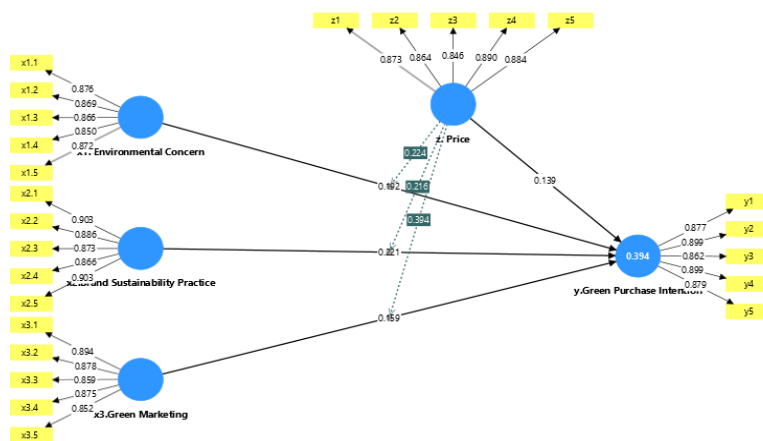 z1
z2
z3
z4
z5
0.873
0.864
0.846
0.890
0.884
x1.1
x1.2
x1.3
x1.4
x1.5
0.876
0.869
0.866
0.850
0.872
Environmental Concern
z. Price
0.224
0.216
0.394
0.192
0.139
x2.1
x2.2
x2.3
x2.4
x2.5
0.903
0.886
0.873
0.866
0.903
x2.Brand Sustainability Practice
0.221
y1
y2
y3
y4
y5
0.877
0.899
0.862
0.899
0.879
0.394
y.Green Purchase Intention
0.159
x3.1
x3.2
x3.3
x3.4
x3.5
0.894
0.878
0.859
0.875
0.852
x3.Green Marketing